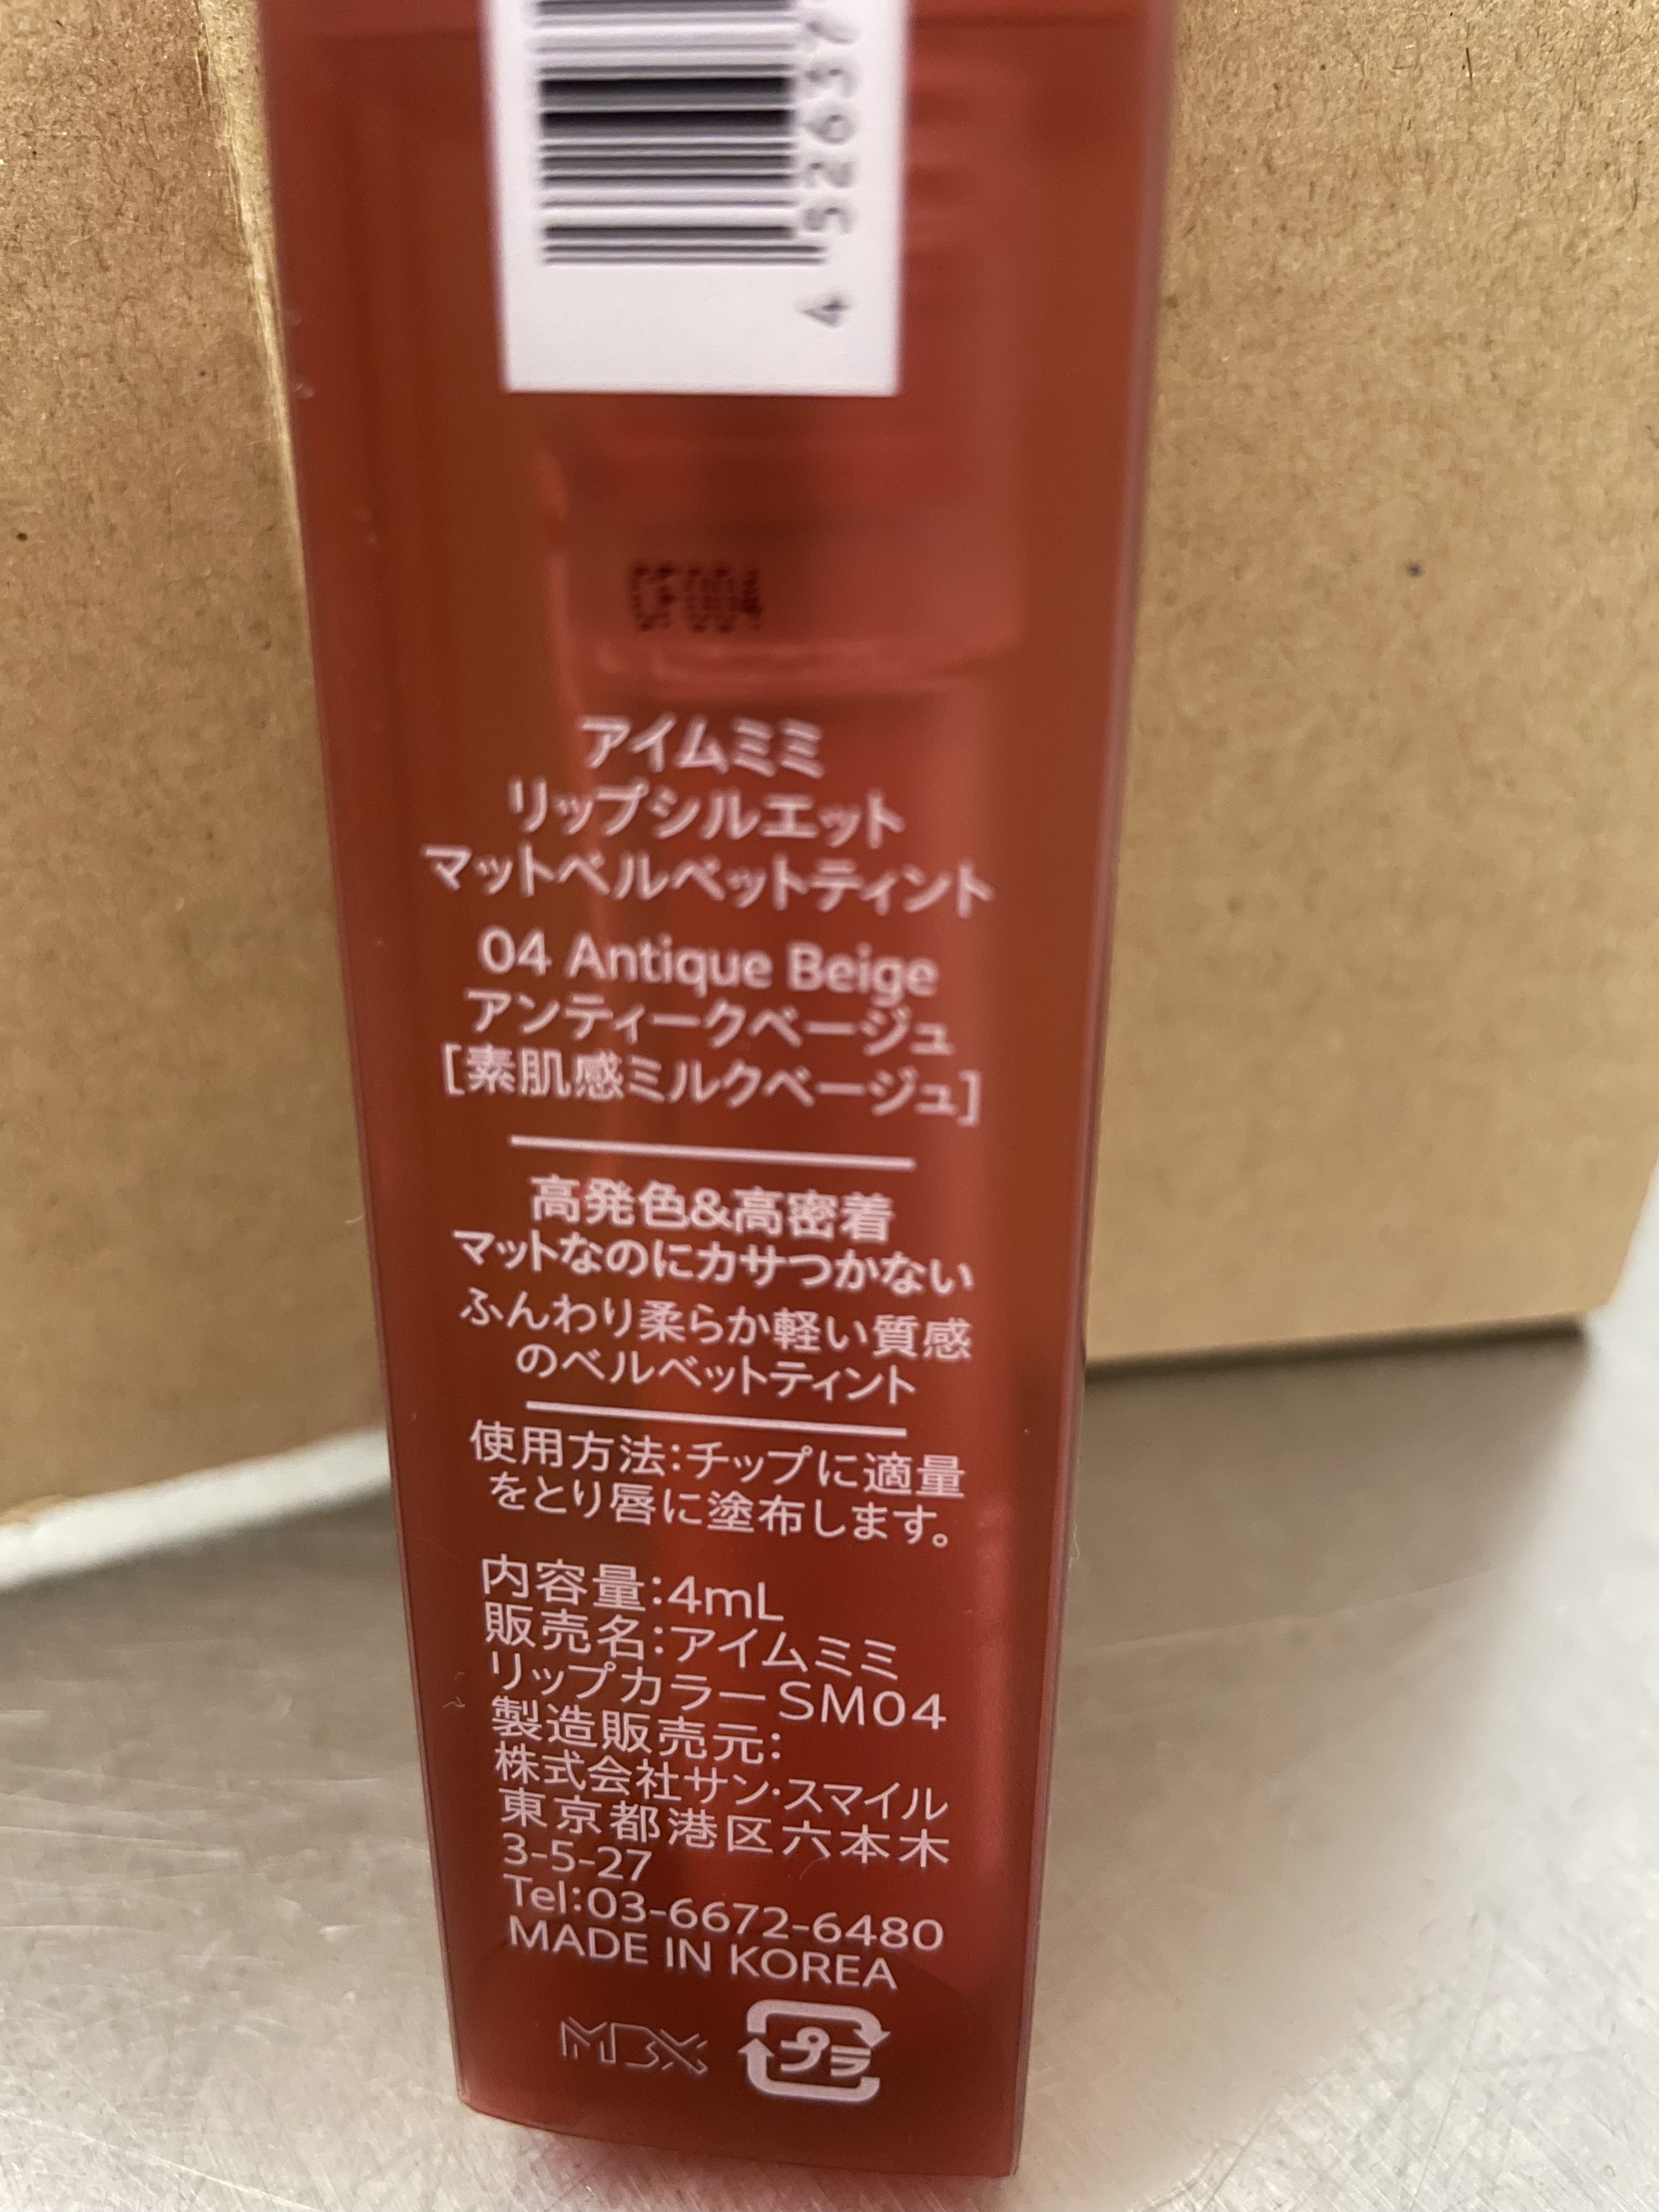 4 52637
CF004
アイムミミ
リップシルエット
マットベルベットティント
04 Antique Beige
アンティークベージュ
[素肌感ミルクベージュ]
高発色&高密着
マットなのにカサつかない
ふんわり柔らか軽い質感
のベルベットティント
使用方法:チップに適量
をとり唇に塗布します。
内容量:4mL
販売名:アイムミミ
リップカラーSM04
製造販売元:
株式会社サン・スマイル
東京都港区六本木
3-5-27
Tel:03-6672-6480
MADE IN KOREA
MBX プラ